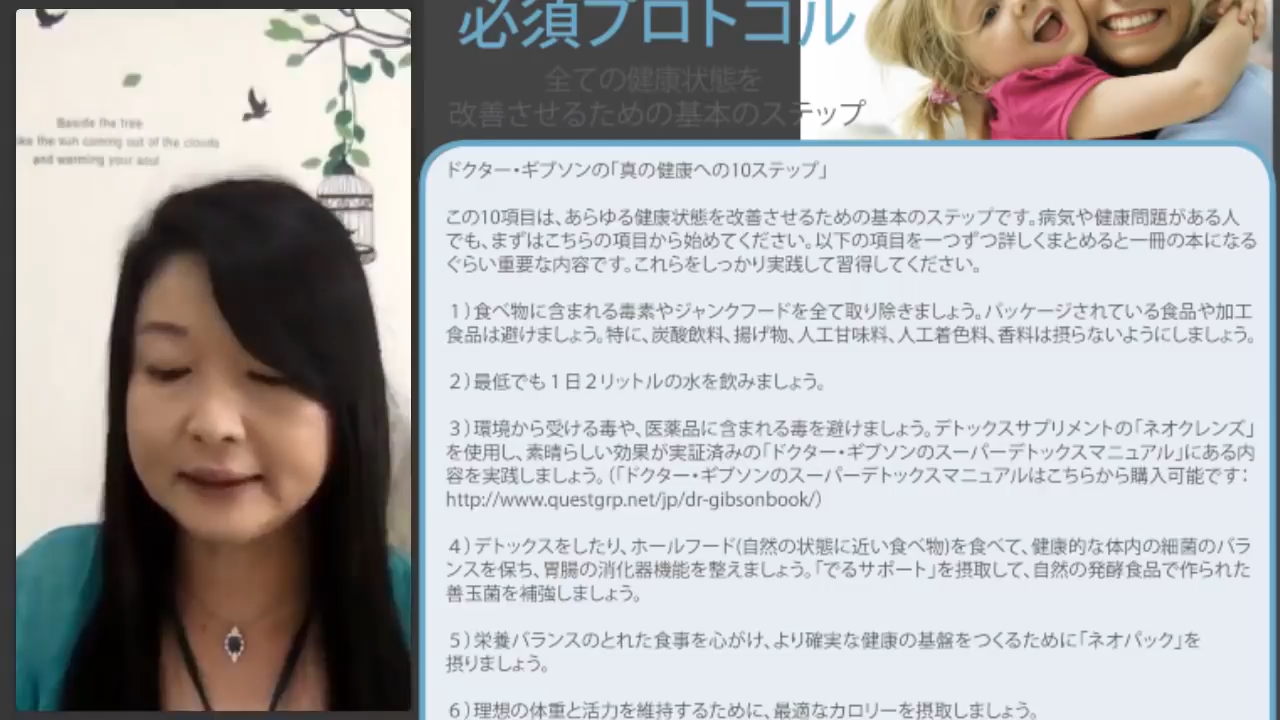 Baside the tree
ke the sun coming out of the clouds
and warming your soul
必須プロトコル
全ての健康状態を
改善させるための基本のステップ
ドクター・ギブソンの「真の健康への10ステップ」
この10項目は、あらゆる健康状態を改善させるための基本のステップです。病気や健康問題がある人
でも、まずはこちらの項目から始めてください。以下の項目を一つずつ詳しくまとめると一冊の本になる
ぐらい重要な内容です。これらをしっかり実践して習得してください。
1）食べ物に含まれる毒素やジャンクフードを全て取り除きましょう。パッケージされている食品や加工
食品は避けましょう。特に、炭酸飲料、揚げ物、人工甘味料、人工着色料、香料は摂らないようにしましょう。
2）最低でも１日２リットルの水を飲みましょう。
3）環境から受ける毒や、医薬品に含まれる毒を避けましょう。デトックスサプリメントの「ネオクレンズ」
を使用し、素晴らしい効果が実証済みの「ドクター・ギブソンのスーパーデトックスマニュアル」にある内
容を実践しましょう。（「ドクター・ギブソンのスーパーデトックスマニュアルはこちらから購入可能です：
http://www.questgrp.net/jp/dr-gibsonbook/）
4）デトックスをしたり、ホールフード(自然の状態に近い食べ物)を食べて、健康的な体内の細菌のバラ
ンスを保ち、胃腸の消化器機能を整えましょう。「でるサポート」を摂取して、自然の発酵食品で作られた
善玉菌を補強しましょう。
5）栄養バランスのとれた食事を心がけ、より確実な健康の基盤をつくるために「ネオパック」を
摂りましょう。
6）理想の体重と活力を維持するために、最適なカロリーを摂取しましょう。